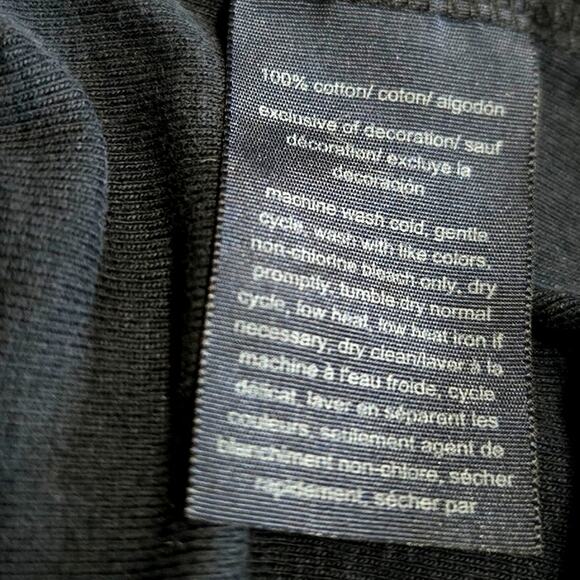 100% cotton/ coton/ algodón
exclusive of decoration/ sauf
décoration/ excluye la
decoración
machine wash cold, gentle
cycle, wash with like colors,
non-chlorine bleach only, dry
promptly, tumble dry normal
cycle, low heat, low heat iron if
necessary, dry clean/laver à la
machine à l'eau froide, cycle
délicat, laver en séparent les
couleurs, seulement agent de
blanchiment non-chlore, sécher
rapidement, sécher par